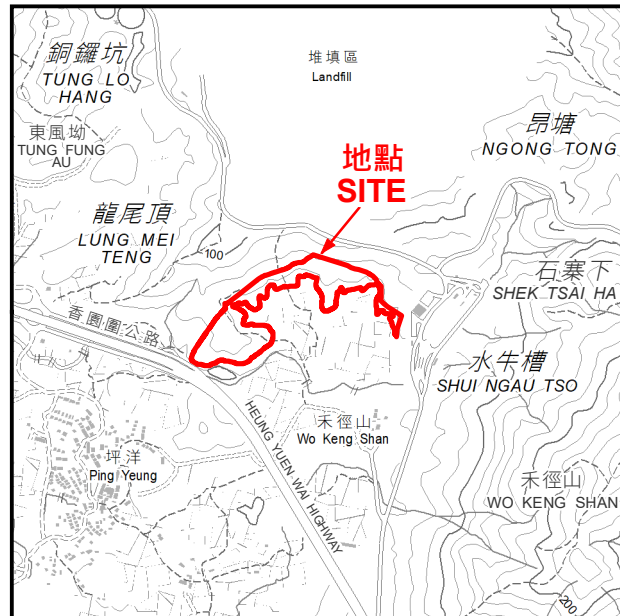 銅鑼坑
TUNG LO
HANG
堆填區
Landfill
東風坳
TUNG FUNG
AU
昂塘
NGONG TONG
地點
SITE
龍尾頂
LUNG MEI
TENG
100
石寨下
SHEK TSAI HA
香園圍公路
水牛槽
SHUI NGAU TSO
禾徑山
Wo Keng Shan
HEUNG YUEN WAI HIGHWAY
坪洋
Ping Yeung
禾徑山
WO KENG SHAN
200